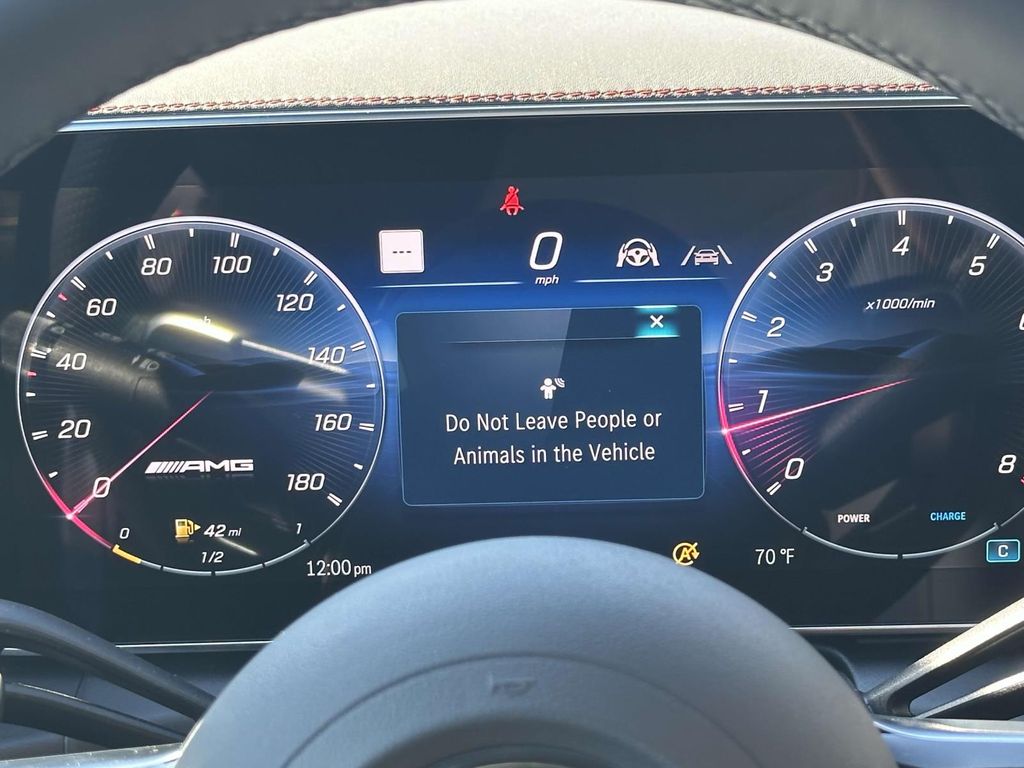 ---
0
mph
80
100
60
120
40
140
20
160
0
180
AMG
42 mi
0
1/2
1
12:00pm
×
Do Not Leave People or
Animals in the Vehicle
A
70 °F
4
3
5
x1000/min
2
1
0
8
POWER
CHARGE
C